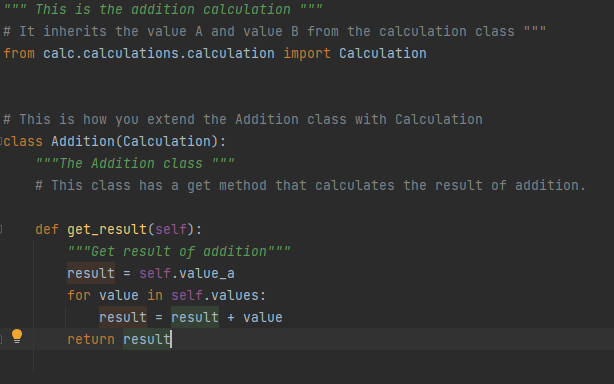 """ This is the addition calculation """
# It inherits the value A and value B from the calculation class """
from calc.calculations.calculation import Calculation
# This is how you extend the Addition class with Calculation
class Addition(Calculation):
"""The Addition class """
# This class has a get method that calculates the result of addition.
def get_result(self):
"""Get result of addition"""
result = self.value_a
for value in self.values:
result = result + value
return result